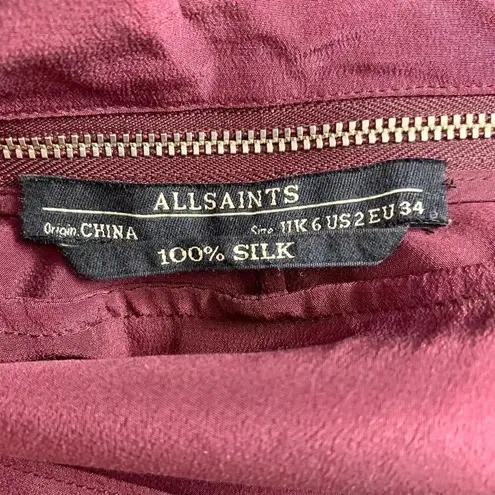 ALLSAINTS
Origin CHINA Size UK 6 US 2 EU 34
100% SILK